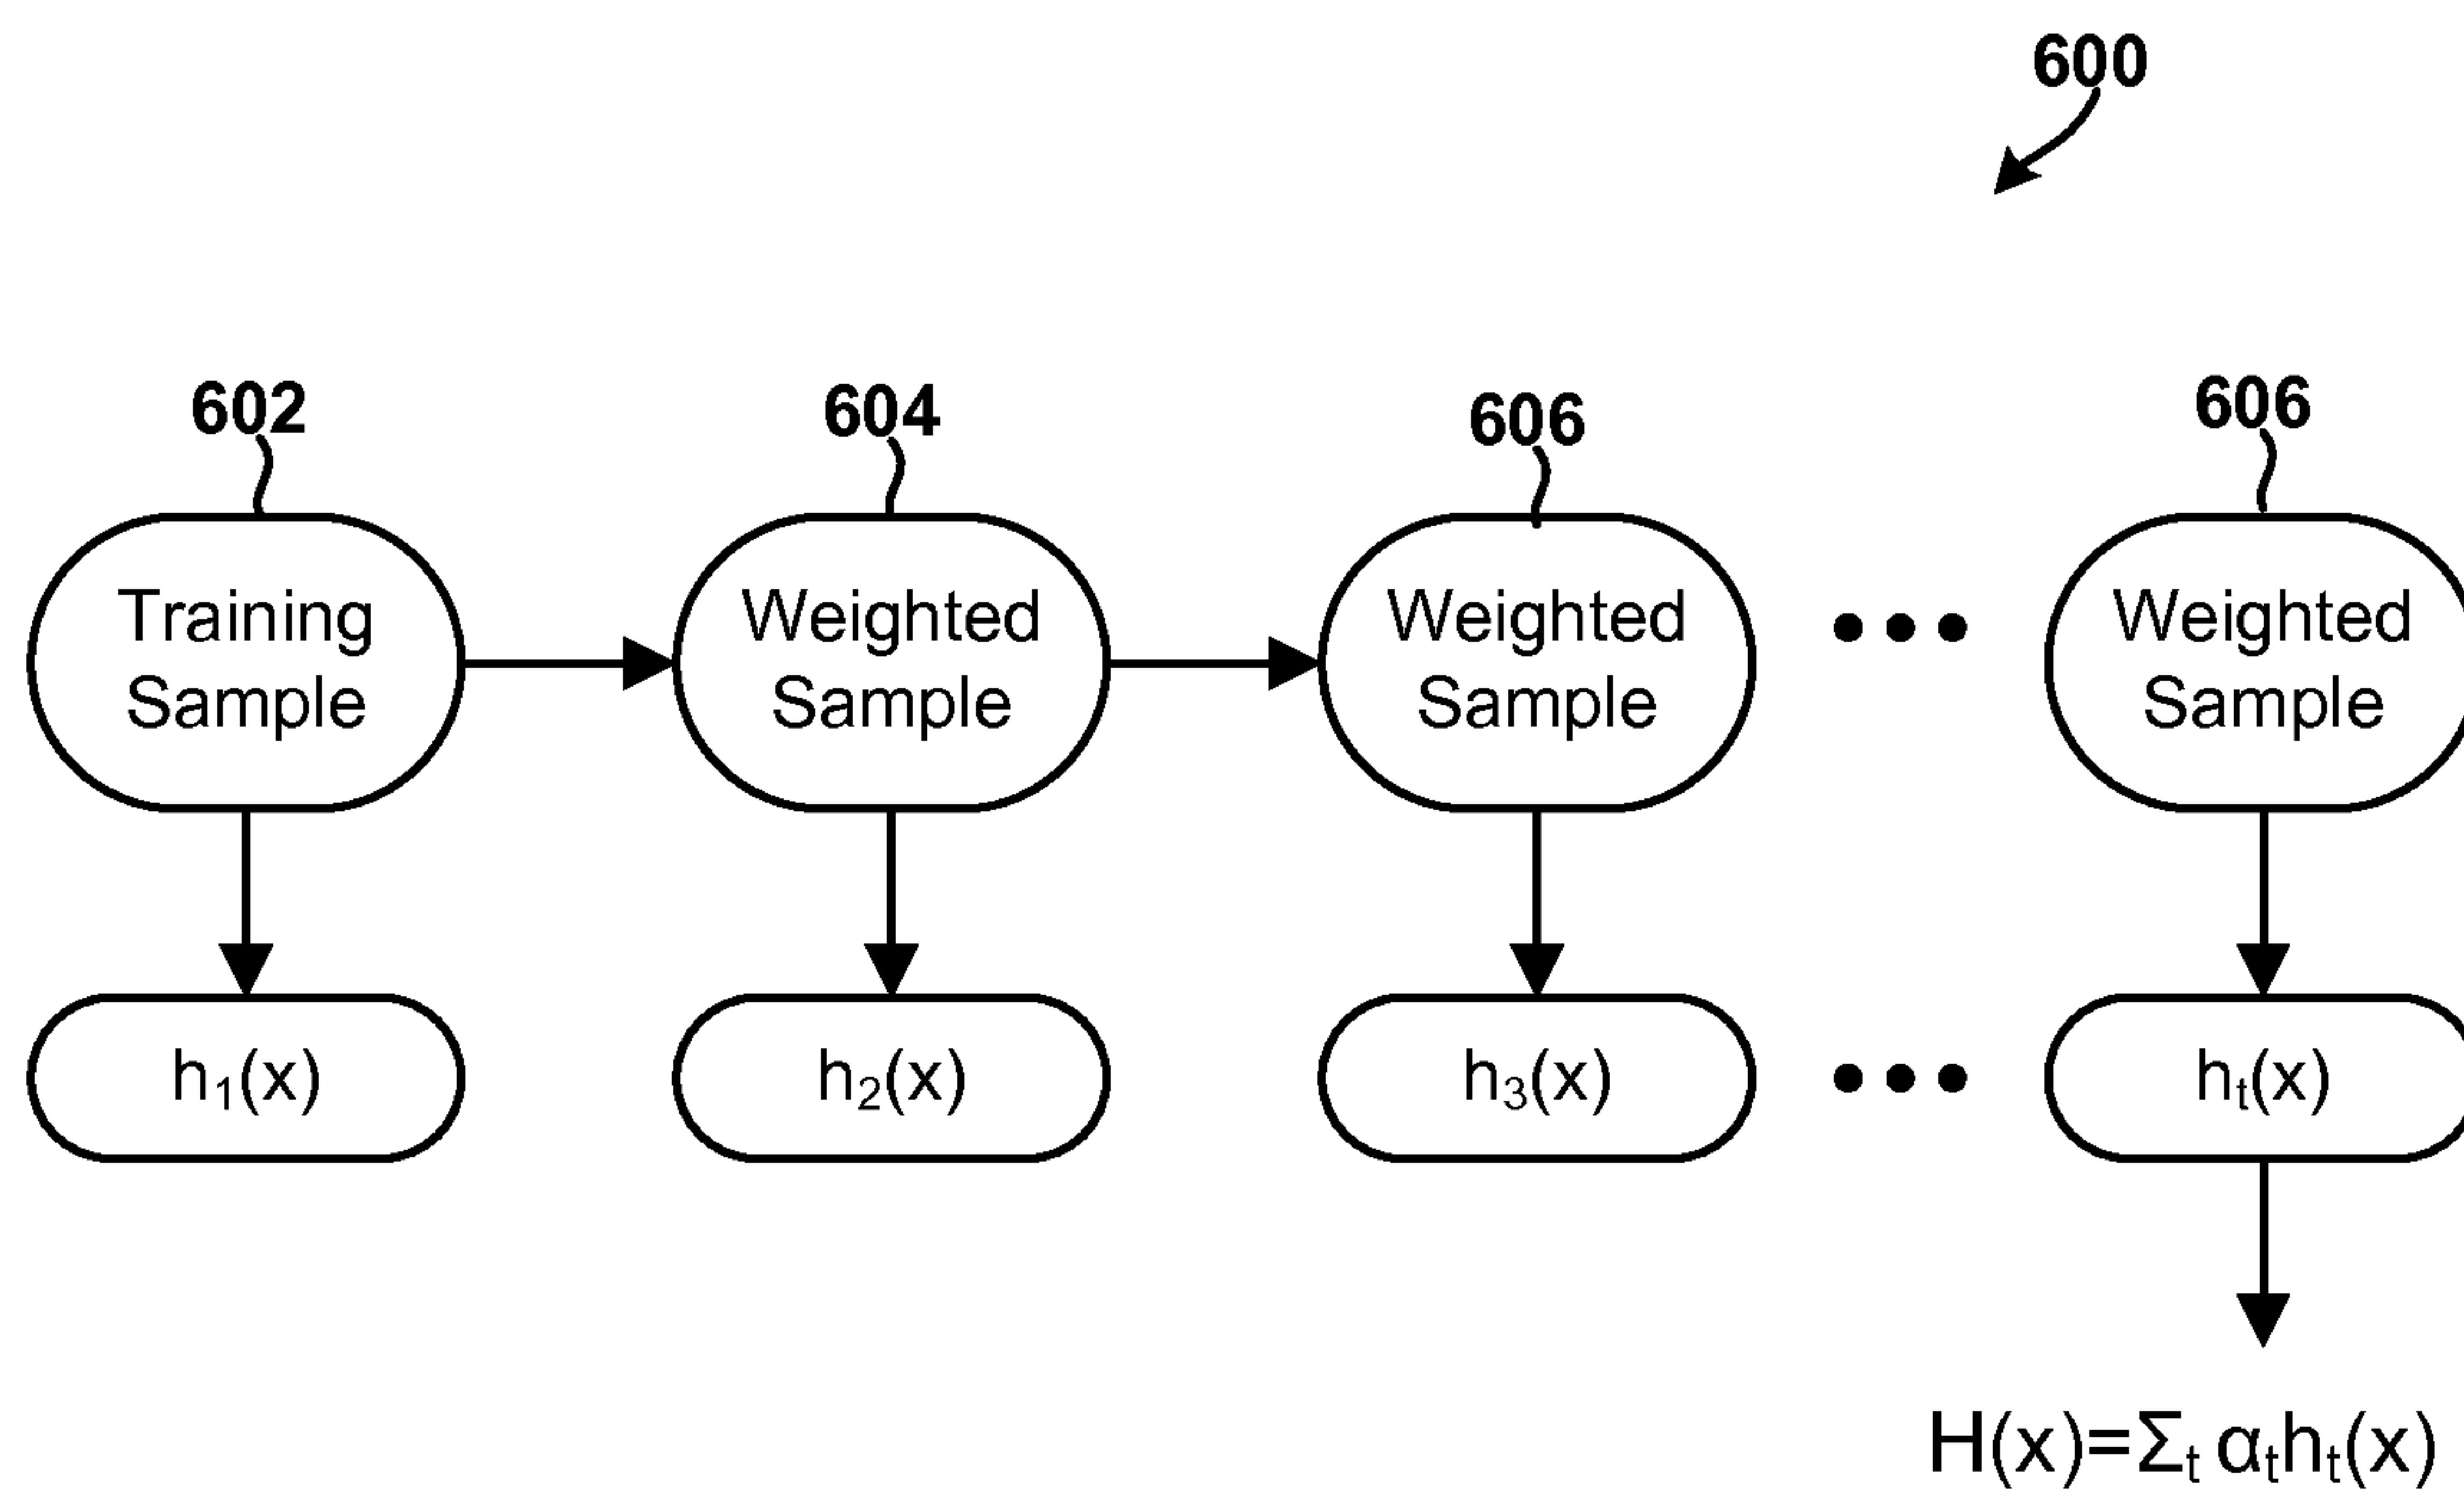 600
602
604
606
606
Training
Sample
Weighted
Sample
Weighted
Sample
Weighted
Sample
h₁(x)
h₂(x)
h₃(x)
hₜ(x)
H(x)=Σₜ αₜhₜ(x)